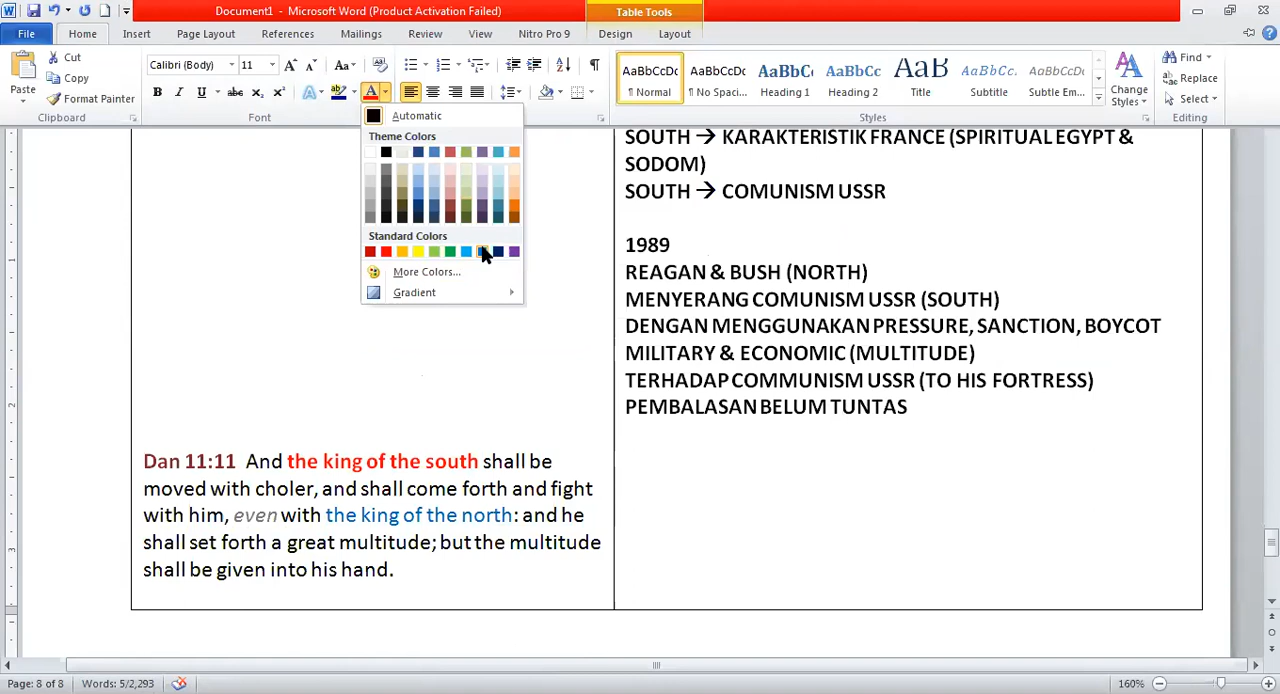 Document1 - Microsoft Word (Product Activation Failed)
Table Tools
File Home Insert Page Layout References Mailings Review View Nitro Pro 9 Design Layout
Paste
Cut
Copy
Format Painter
Clipboard
Calibri (Body) 11
Font
Styles
AaBbCcDc
¶ Normal
AaBbCcDc
¶ No Spaci...
AaBbC
Heading 1
AaBbCc
Heading 2
AaB
Title
AaBbCc.
Subtitle
AaBbCcDc
Subtle Em...
Change
Styles
Find
Replace
Select
Editing
Automatic
Theme Colors
Standard Colors
More Colors...
Gradient
SOUTH → KARAKTERISTIK FRANCE (SPIRITUAL EGYPT &
SODOM)
SOUTH → COMUNISM USSR
1989
REAGAN & BUSH (NORTH)
MENYERANG COMUNISM USSR (SOUTH)
DENGAN MENGGUNAKAN PRESSURE, SANCTION, BOYCOT
MILITARY & ECONOMIC (MULTITUDE)
TERHADAP COMMUNISM USSR (TO HIS FORTRESS)
PEMBALASAN BELUM TUNTAS
Dan 11:11 And the king of the south shall be
moved with choler, and shall come forth and fight
with him, even with the king of the north: and he
shall set forth a great multitude; but the multitude
shall be given into his hand.
Page: 8 of 8 Words: 5/2,293
160%